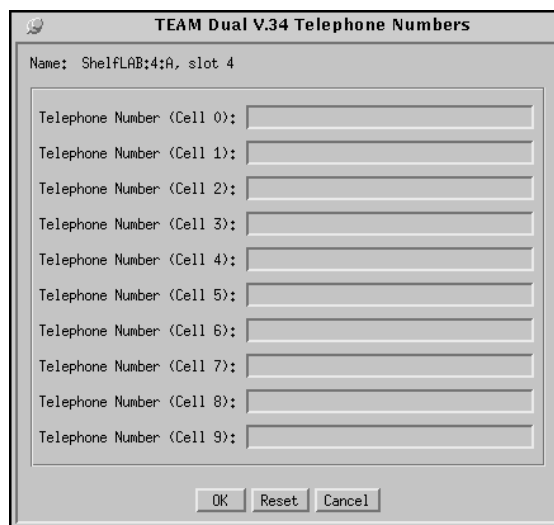 TEAM Dual V.34 Telephone Numbers
Name: ShelfLAB:4:A, slot 4
Telephone Number (Cell 0):
Telephone Number (Cell 1):
Telephone Number (Cell 2):
Telephone Number (Cell 3):
Telephone Number (Cell 4):
Telephone Number (Cell 5):
Telephone Number (Cell 6):
Telephone Number (Cell 7):
Telephone Number (Cell 8):
Telephone Number (Cell 9):
OK Reset Cancel